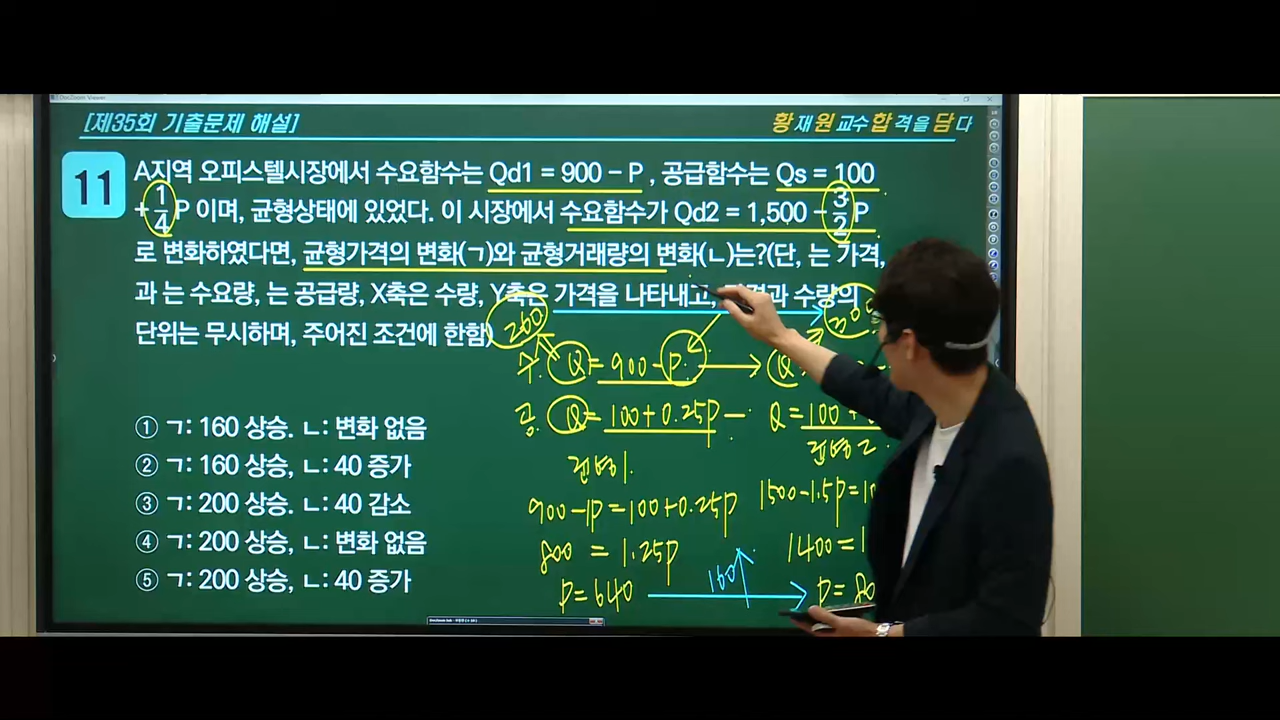 [제35회 기출문제 해설]
황재원 교수 합격을 담다
11
A지역 오피스텔시장에서 수요함수는 Qd1 = 900 − P , 공급함수는 Qs = 100
+ 1/4 P 이며, 균형상태에 있었다. 이 시장에서 수요함수가 Qd2 = 1,500 − 3/2 P
로 변화하였다면, 균형가격의 변화(ㄱ)와 균형거래량의 변화(ㄴ)는?(단, 는 가격,
과 는 수요량, 는 공급량, X축은 수량, Y축은 가격을 나타내고, 수량의
단위는 무시하며, 주어진 조건에 한함)
260
수. Q = 900 - P. → Q
공. Q = 100 + 0.25P − Q = 100 +
900 - 1P = 100 + 0.25P 1500 - 1.5P = 1
800 = 1.25P 1400 = 1
P = 640 160 P = 80
① ㄱ: 160 상승. ㄴ: 변화 없음
② ㄱ: 160 상승, ㄴ: 40 증가
③ ㄱ: 200 상승. ㄴ: 40 감소
④ ㄱ: 200 상승, ㄴ: 변화 없음
⑤ ㄱ: 200 상승, ㄴ: 40 증가